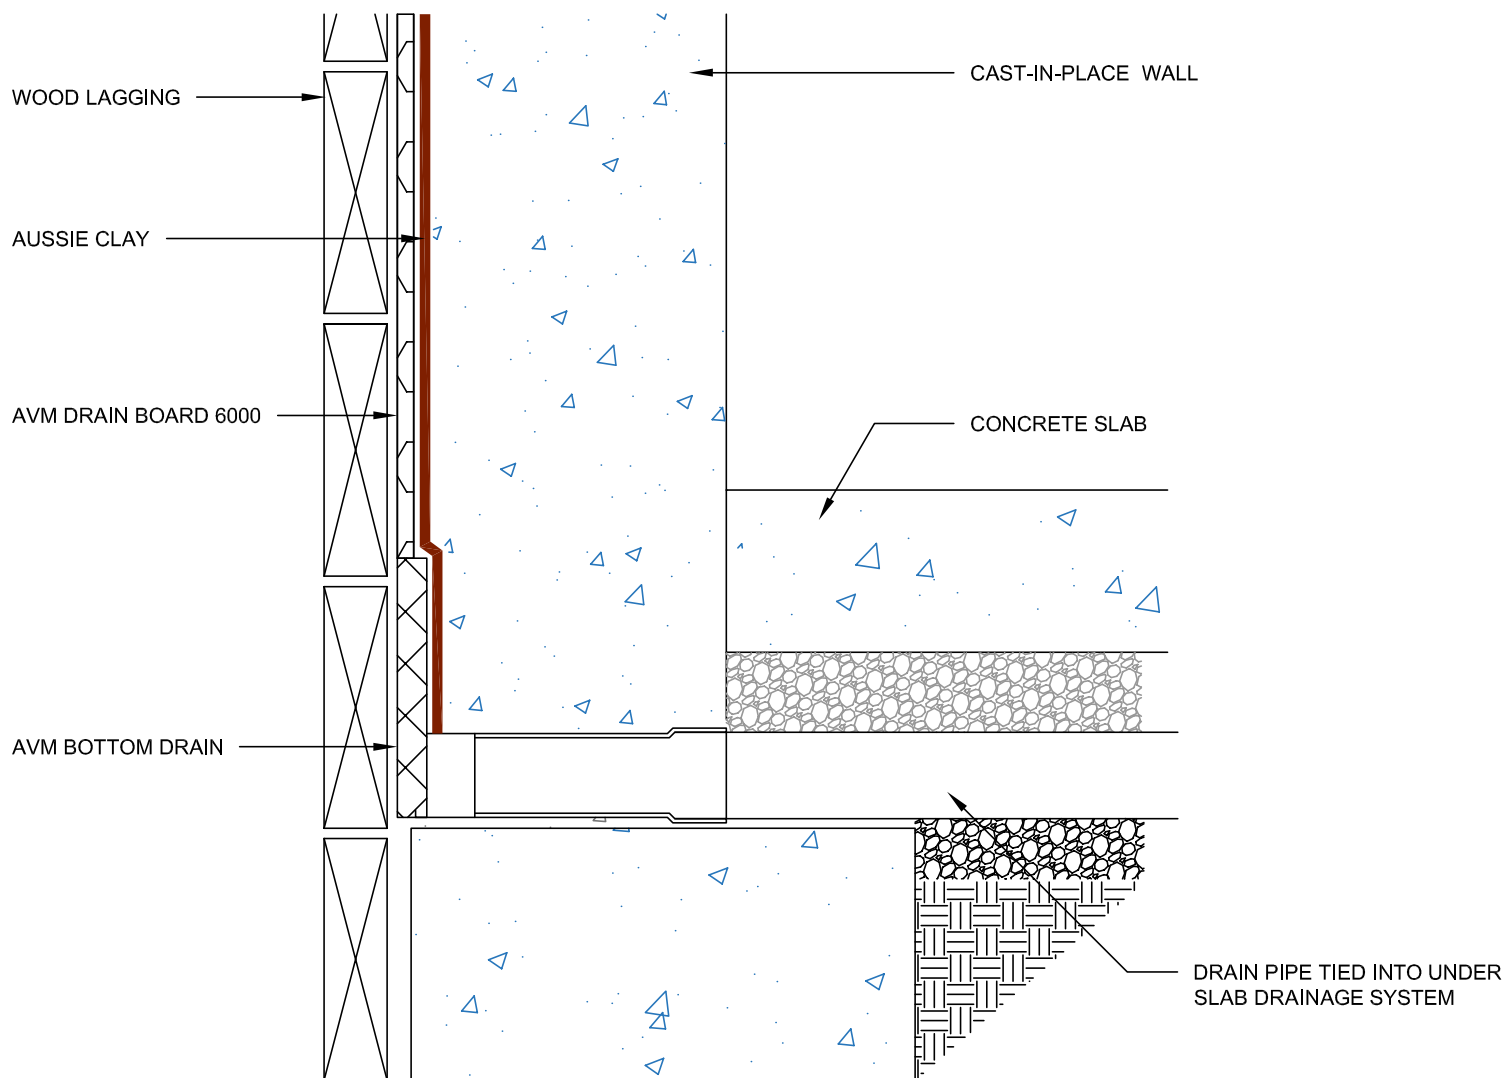 CAST-IN-PLACE WALL
WOOD LAGGING
AUSSIE CLAY
AVM DRAIN BOARD 6000
CONCRETE SLAB
AVM BOTTOM DRAIN
DRAIN PIPE TIED INTO UNDER
SLAB DRAINAGE SYSTEM